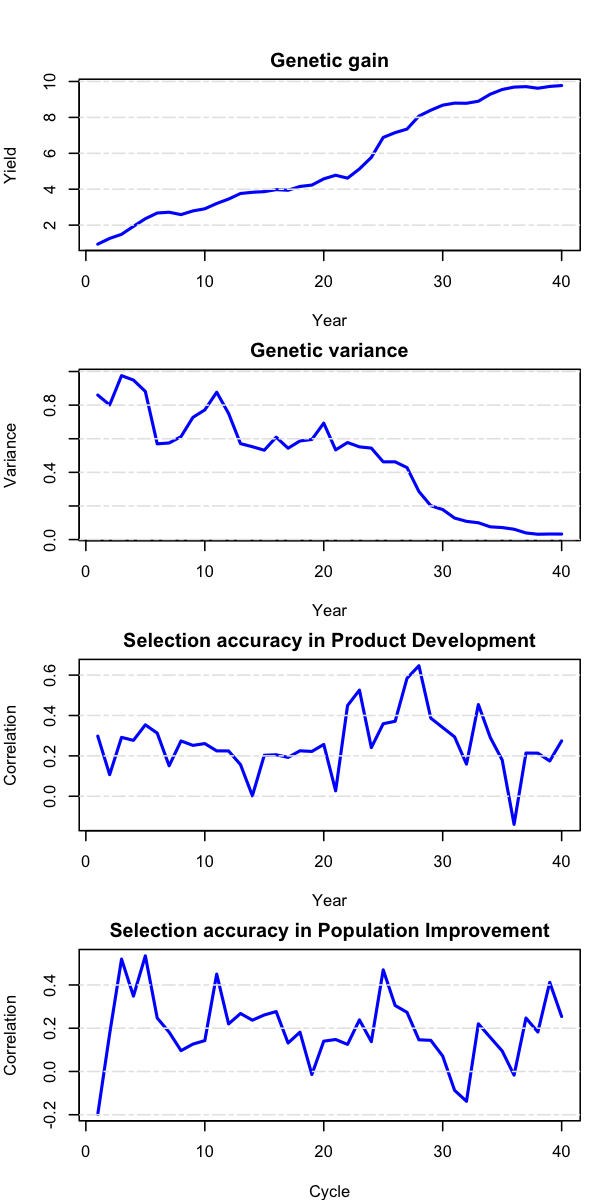 Genetic gain
Yield
10
8
6
4
2
0 10 20 30 40
Year
Genetic variance
Variance
0.8
0.4
0.0
0 10 20 30 40
Year
Selection accuracy in Product Development
Correlation
0.6
0.4
0.2
0.0
0 10 20 30 40
Year
Selection accuracy in Population Improvement
Correlation
0.4
0.2
0.0
-0.2
0 10 20 30 40
Cycle